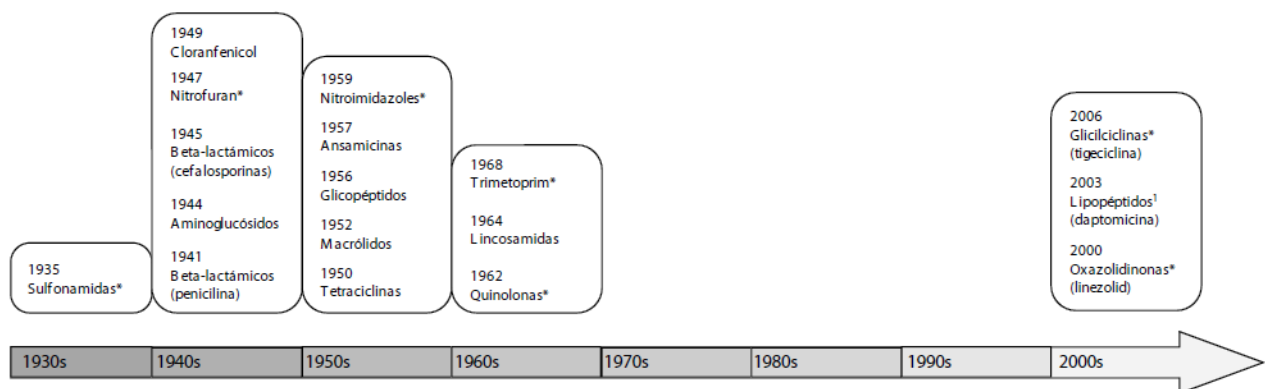 1935
Sulfonamidas*
1949
Cloranfenicol
1947
Nitrofuran*
1945
Beta-lactámicos
(cefalosporinas)
1944
Aminoglucósidos
1941
Beta-lactámicos
(penicilina)
1959
Nitroimidazoles*
1957
Ansamicinas
1956
Glicopéptidos
1952
Macrólidos
1950
Tetraciclinas
1968
Trimetoprim*
1964
Lincosamidas
1962
Quinolonas*
2006
Glicilciclinas*
(tigeciclina)
2003
Lipopéptidos¹
(daptomicina)
2000
Oxazolidinonas*
(linezolid)
1930s
1940s
1950s
1960s
1970s
1980s
1990s
2000s